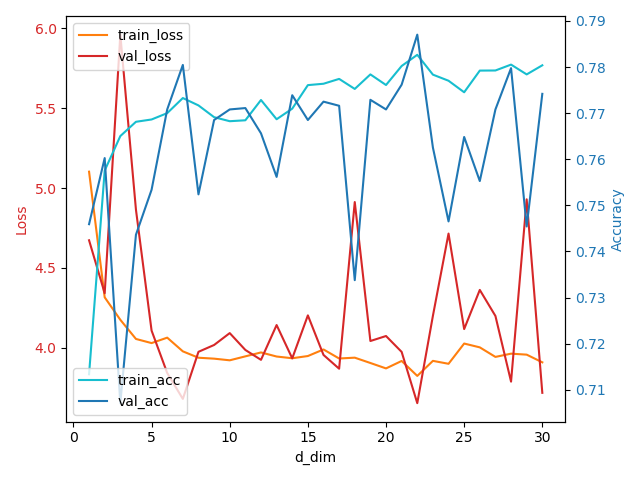 train_loss
val_loss
train_acc
val_acc
6.0
5.5
5.0
4.5
4.0
Loss
0.79
0.78
0.77
0.76
0.75
0.74
0.73
0.72
0.71
Accuracy
0 5 10 15 20 25 30
d_dim